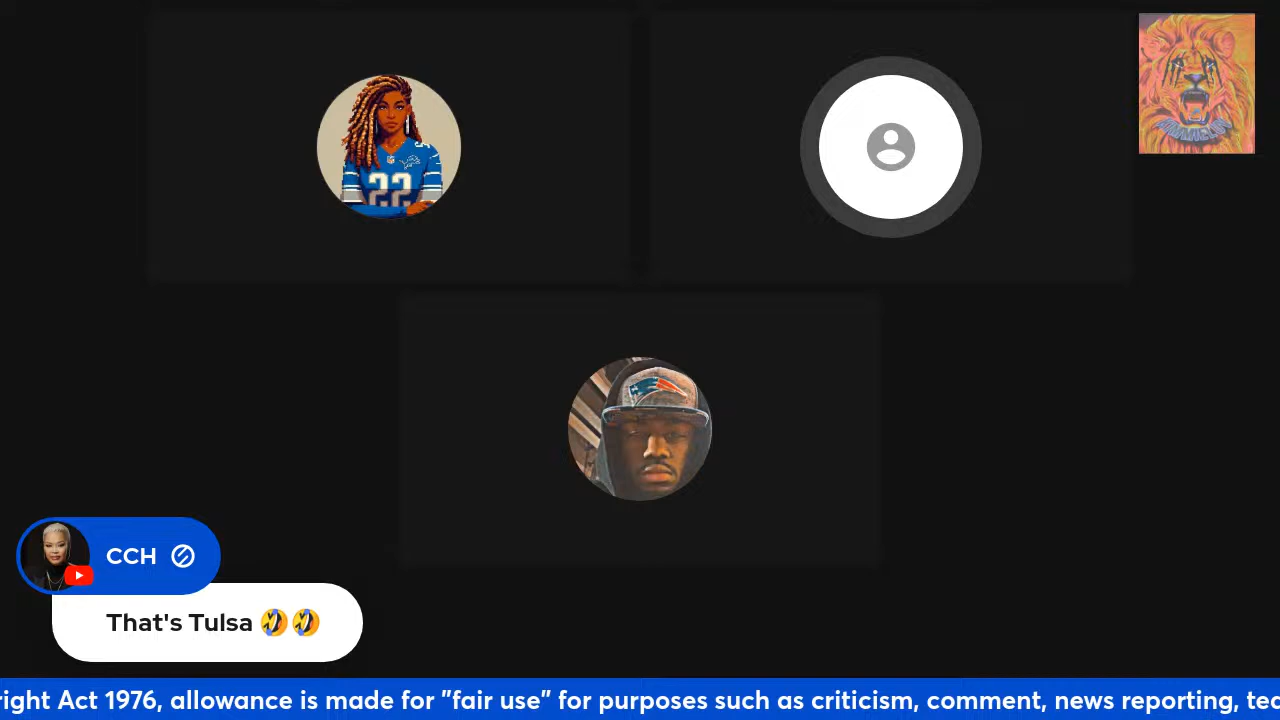 22
CCH
That's Tulsa 🤣🤣
right Act 1976, allowance is made for "fair use" for purposes such as criticism, comment, news reporting, tea